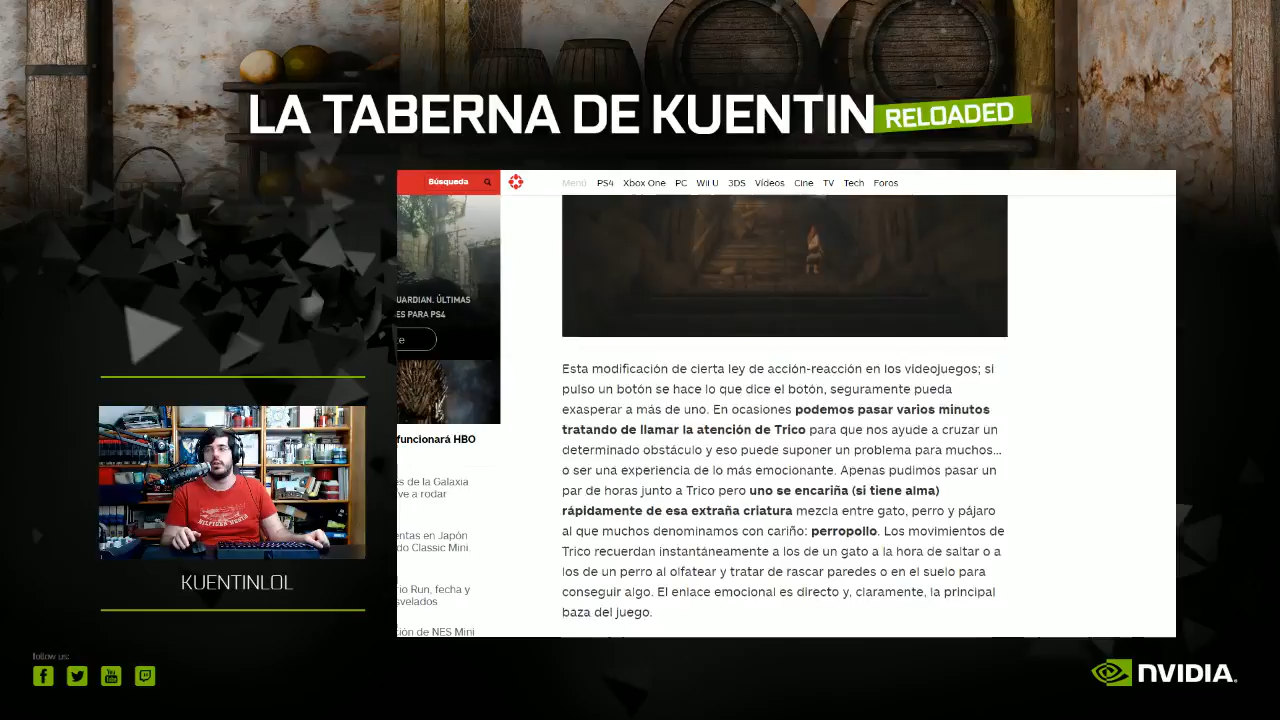 LA TABERNA DE KUENTIN RELOADED
Búsqueda
Menú PS4 Xbox One PC Wii U 3DS Vídeos Cine TV Tech Foros
UARDIAN. ÚLTIMAS
ES PARA PS4
te
funcionará HBO
es de la Galaxia
ve a rodar
entas en Japón
do Classic Mini.
io Run, fecha y
svelados
ción de NES Mini
Esta modificación de cierta ley de acción-reacción en los videojuegos; si
pulso un botón se hace lo que dice el botón, seguramente pueda
exasperar a más de uno. En ocasiones podemos pasar varios minutos
tratando de llamar la atención de Trico para que nos ayude a cruzar un
determinado obstáculo y eso puede suponer un problema para muchos...
o ser una experiencia de lo más emocionante. Apenas pudimos pasar un
par de horas junto a Trico pero uno se encariña (si tiene alma)
rápidamente de esa extraña criatura mezcla entre gato, perro y pájaro
al que muchos denominamos con cariño: perropollo. Los movimientos de
Trico recuerdan instantáneamente a los de un gato a la hora de saltar o a
los de un perro al olfatear y tratar de rascar paredes o en el suelo para
conseguir algo. El enlace emocional es directo y, claramente, la principal
baza del juego.
KUENTINLOL
follow us:
NVIDIA.